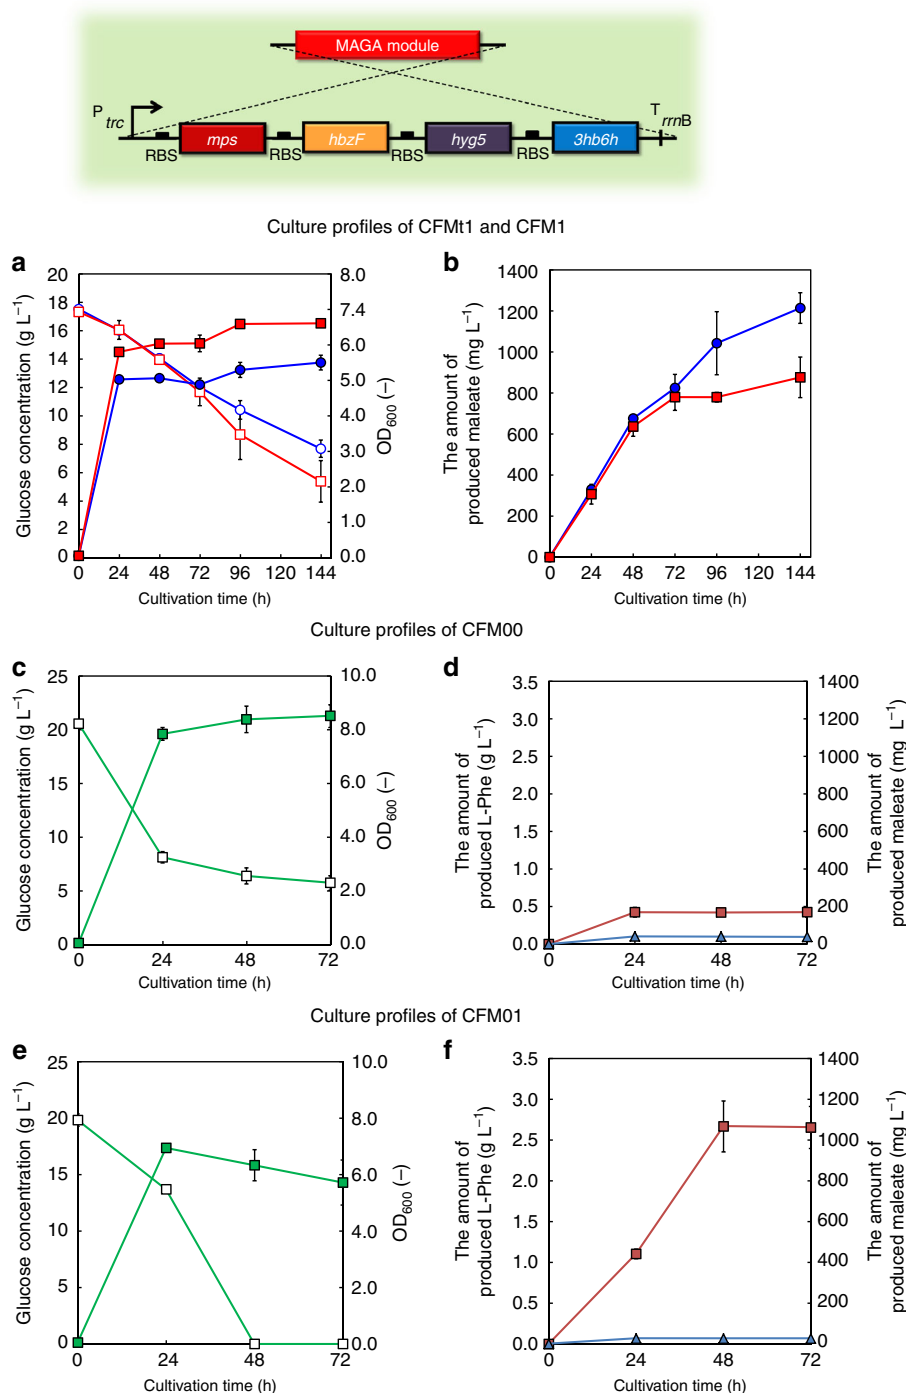 MAGA module
P trc
T rrnB
mps hbzF hyg5 3hb6h
RBS RBS RBS RBS
Culture profiles of CFMt1 and CFM1
a
Glucose concentration (g L−1)
20
18
16
14
12
10
8
6
4
2
0
8.0
7.4
6.0
5.0
4.0
3.0
2.0
1.0
0.0
OD600 (–)
0 24 48 72 96 120 144
Cultivation time (h)
b
The amount of
produced maleate (mg L−1)
1400
1200
1000
800
600
400
200
0
0 24 48 72 96 120 144
Cultivation time (h)
Culture profiles of CFM00
c
Glucose concentration (g L−1)
25
20
15
10
5
0
10.0
8.0
6.0
4.0
2.0
0.0
OD600 (–)
0 24 48 72
Cultivation time (h)
d
The amount of
produced L-Phe (g L−1)
3.5
3.0
2.5
2.0
1.5
1.0
0.5
0.0
1400
1200
1000
800
600
400
200
0
The amount of
produced maleate (mg L−1)
0 24 48 72
Cultivation time (h)
Culture profiles of CFM01
e
Glucose concentration (g L−1)
25
20
15
10
5
0
10.0
8.0
6.0
4.0
2.0
0.0
OD600 (–)
0 24 48 72
Cultivation time (h)
f
The amount of
produced L-Phe (g L−1)
3.5
3.0
2.5
2.0
1.5
1.0
0.5
0.0
1400
1200
1000
800
600
400
200
0
The amount of
produced maleate (mg L−1)
0 24 48 72
Cultivation time (h)